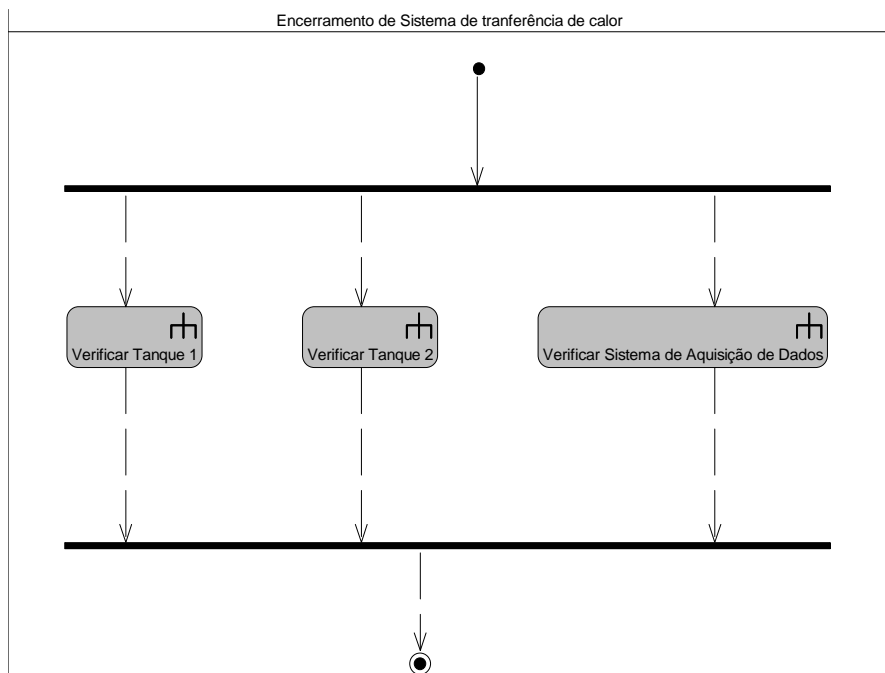 Encerramento de Sistema de tranferência de calor
Verificar Tanque 1
Verificar Tanque 2
Verificar Sistema de Aquisição de Dados